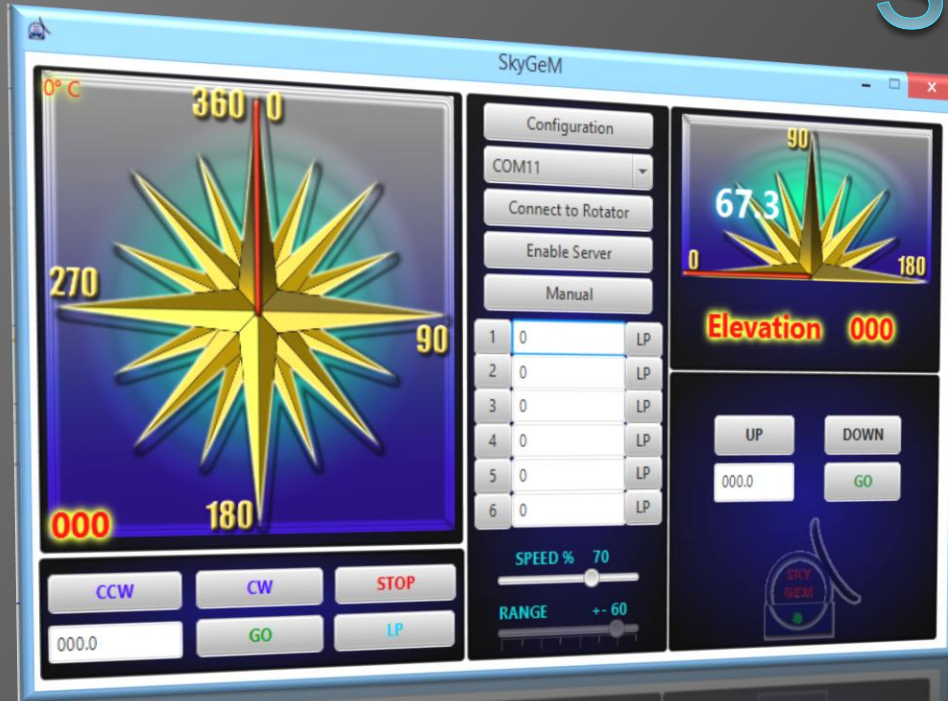 S
SkyGeM
0° C
360 0
270
90
180
000
CCW
CW
STOP
000.0
GO
LP
Configuration
COM11
Connect to Rotator
Enable Server
Manual
1 0 LP
2 0 LP
3 0 LP
4 0 LP
5 0 LP
6 0 LP
SPEED % 70
RANGE +- 60
90
67.3
0
180
Elevation 000
UP
DOWN
000.0
GO
SKY
GEM